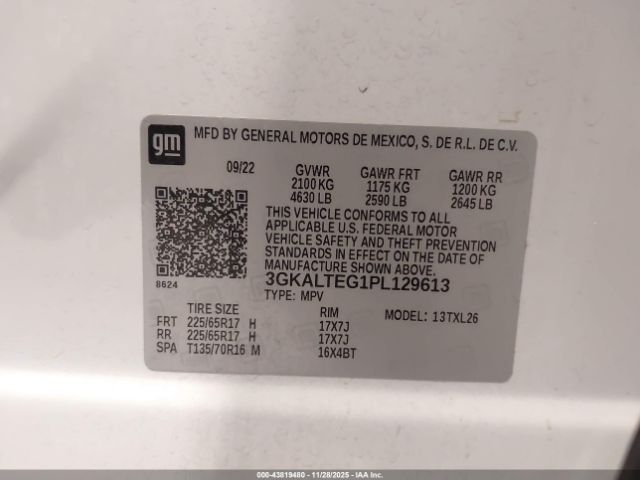 gm
MFD BY GENERAL MOTORS DE MEXICO, S. DE R.L. DE C.V.
09/22 GVWR GAWR FRT GAWR RR
2100 KG 1175 KG 1200 KG
4630 LB 2590 LB 2645 LB
THIS VEHICLE CONFORMS TO ALL
APPLICABLE U.S. FEDERAL MOTOR
VEHICLE SAFETY AND THEFT PREVENTION
STANDARDS IN EFFECT ON THE DATE OF
MANUFACTURE SHOWN ABOVE.
8624 3GKALTEG1PL129613
TYPE: MPV
TIRE SIZE RIM MODEL: 13TXL26
FRT 225/65R17 H 17X7J
RR 225/65R17 H 17X7J
SPA T135/70R16 M 16X4BT
000-43819480 - 11/28/2025 - IAA Inc.